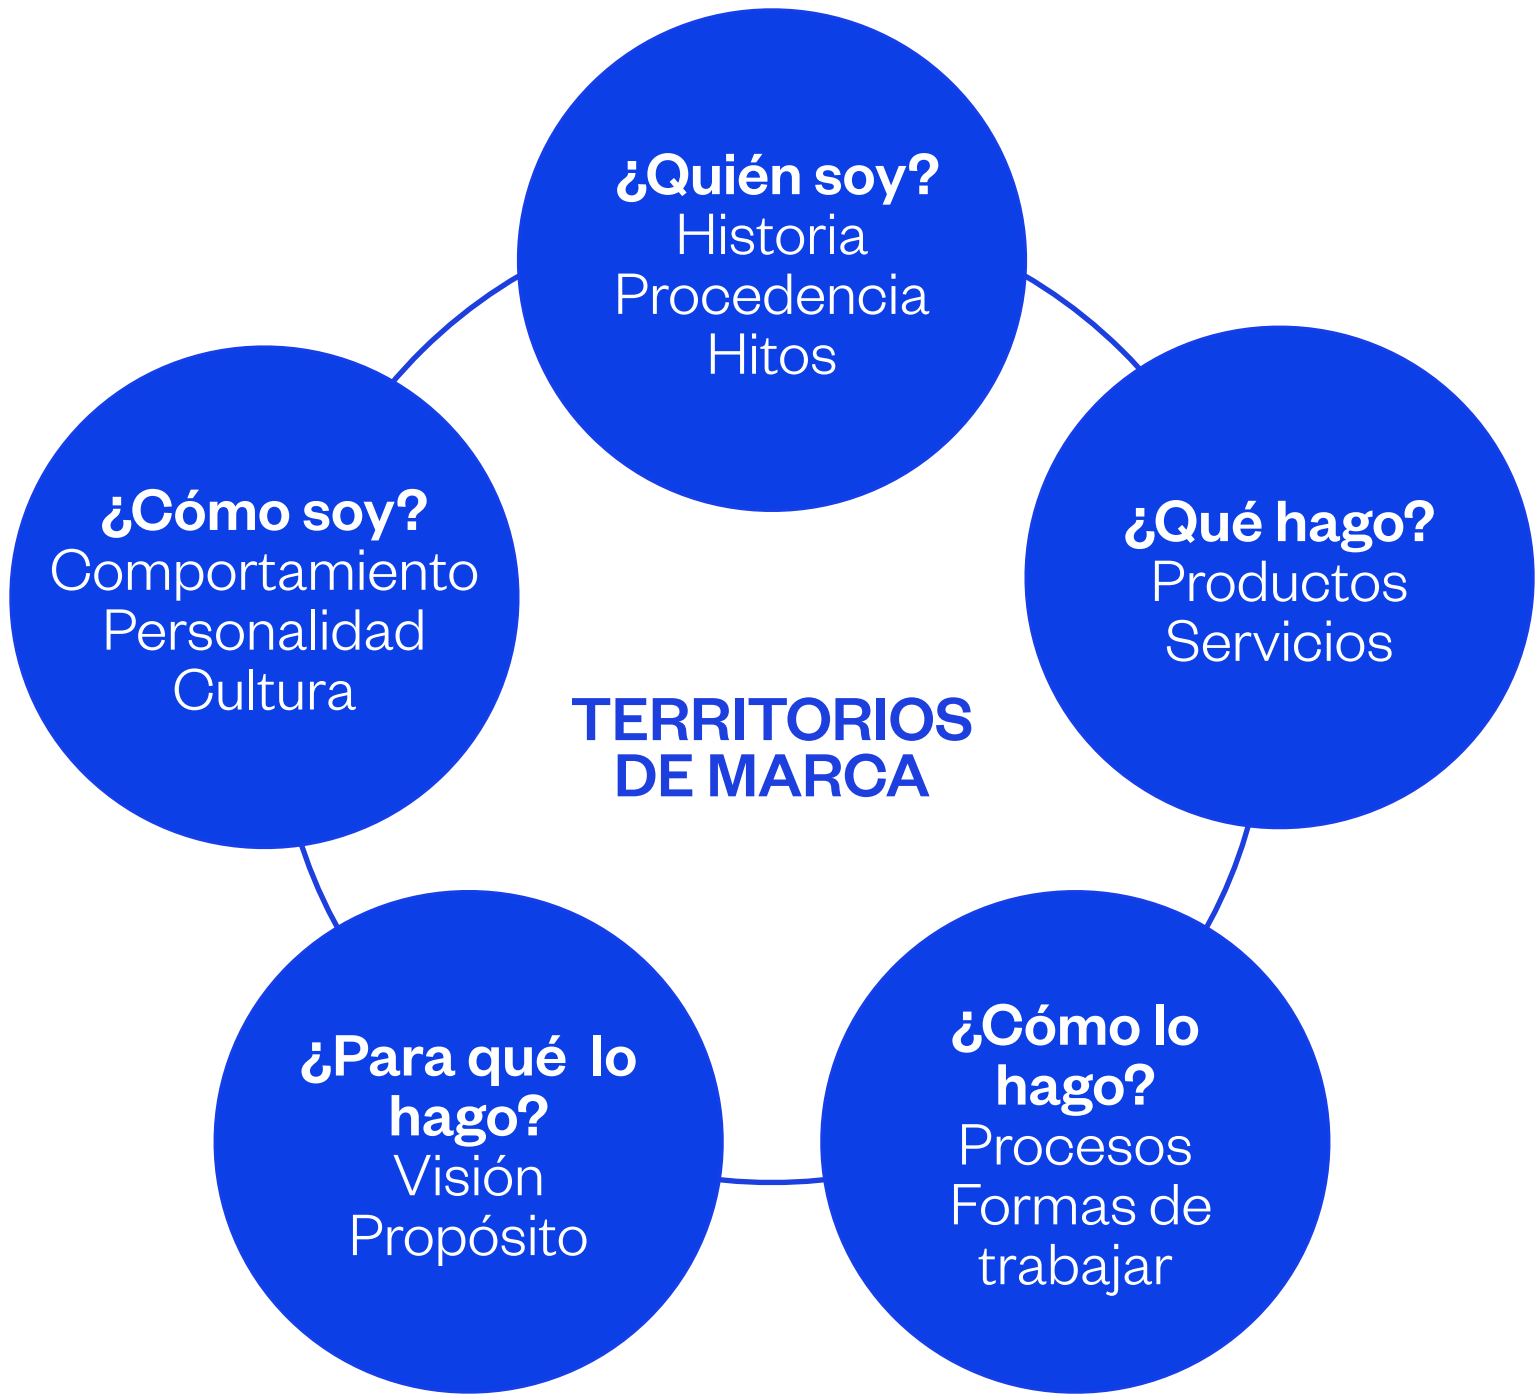 ¿Quién soy?
Historia
Procedencia
Hitos
¿Qué hago?
Productos
Servicios
¿Cómo lo
hago?
Procesos
Formas de
trabajar
¿Para qué lo
hago?
Visión
Propósito
¿Cómo soy?
Comportamiento
Personalidad
Cultura
TERRITORIOS
DE MARCA